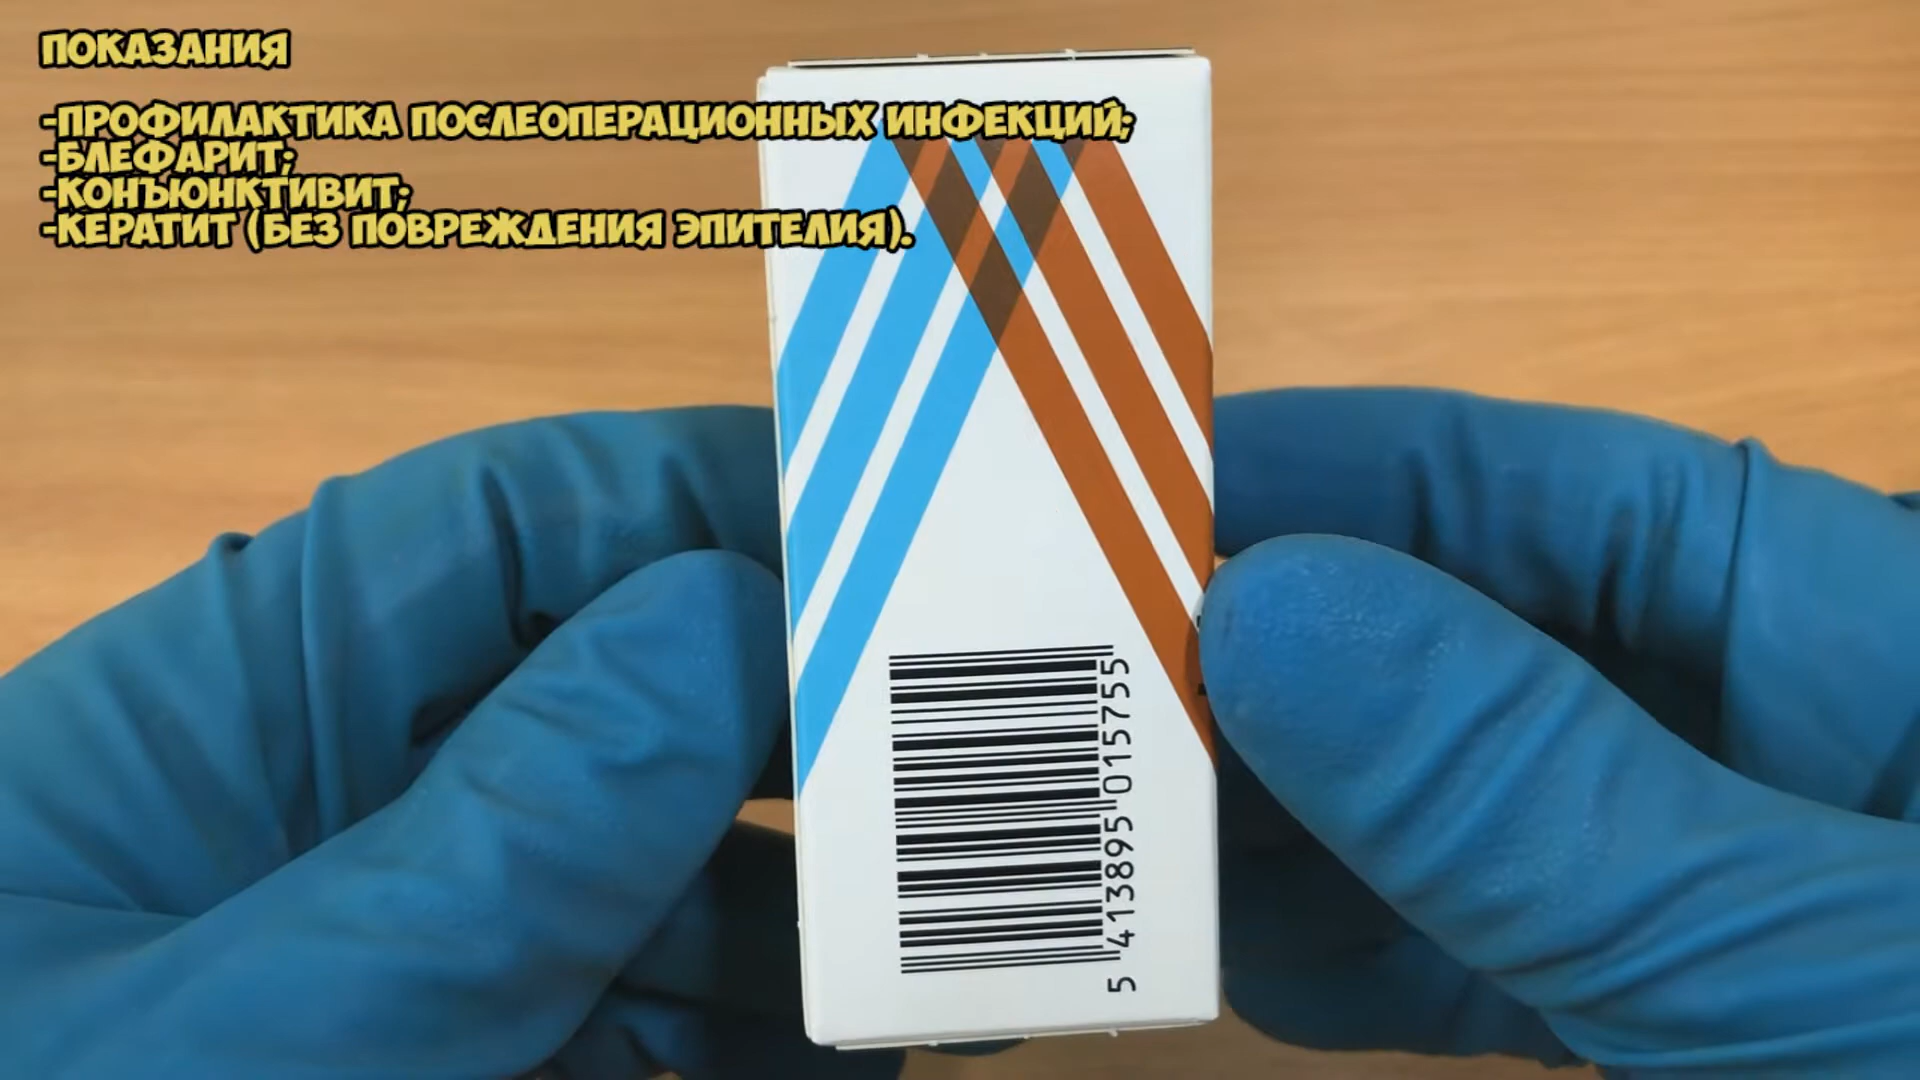 ПОКАЗАНИЯ
-ПРОФИЛАКТИКА ПОСЛЕОПЕРАЦИОННЫХ ИНФЕКЦИЙ;
-БЛЕФАРИТ;
-КОНЪЮНКТИВИТ;
-КЕРАТИТ (БЕЗ ПОВРЕЖДЕНИЯ ЭПИТЕЛИЯ).
5 413895 015755